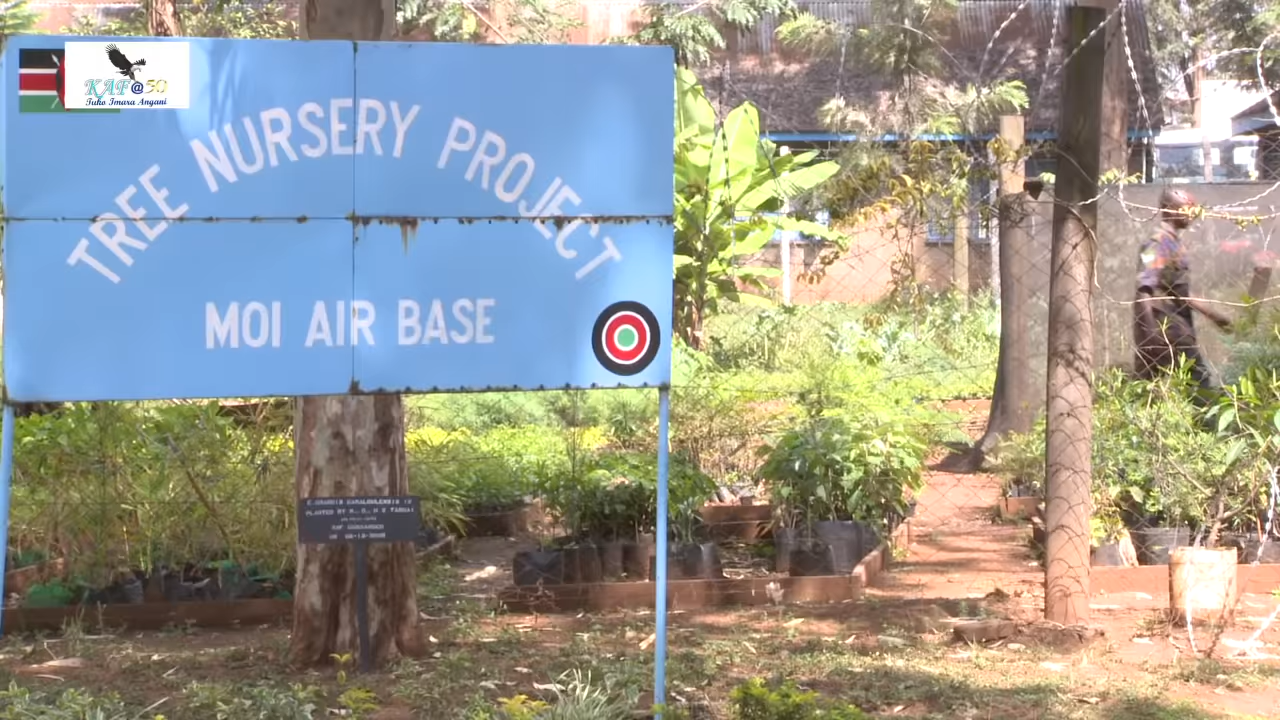 KAF@50
Tuko Imara Angani
TREE NURSERY PROJECT
MOI AIR BASE
PLANTED BY